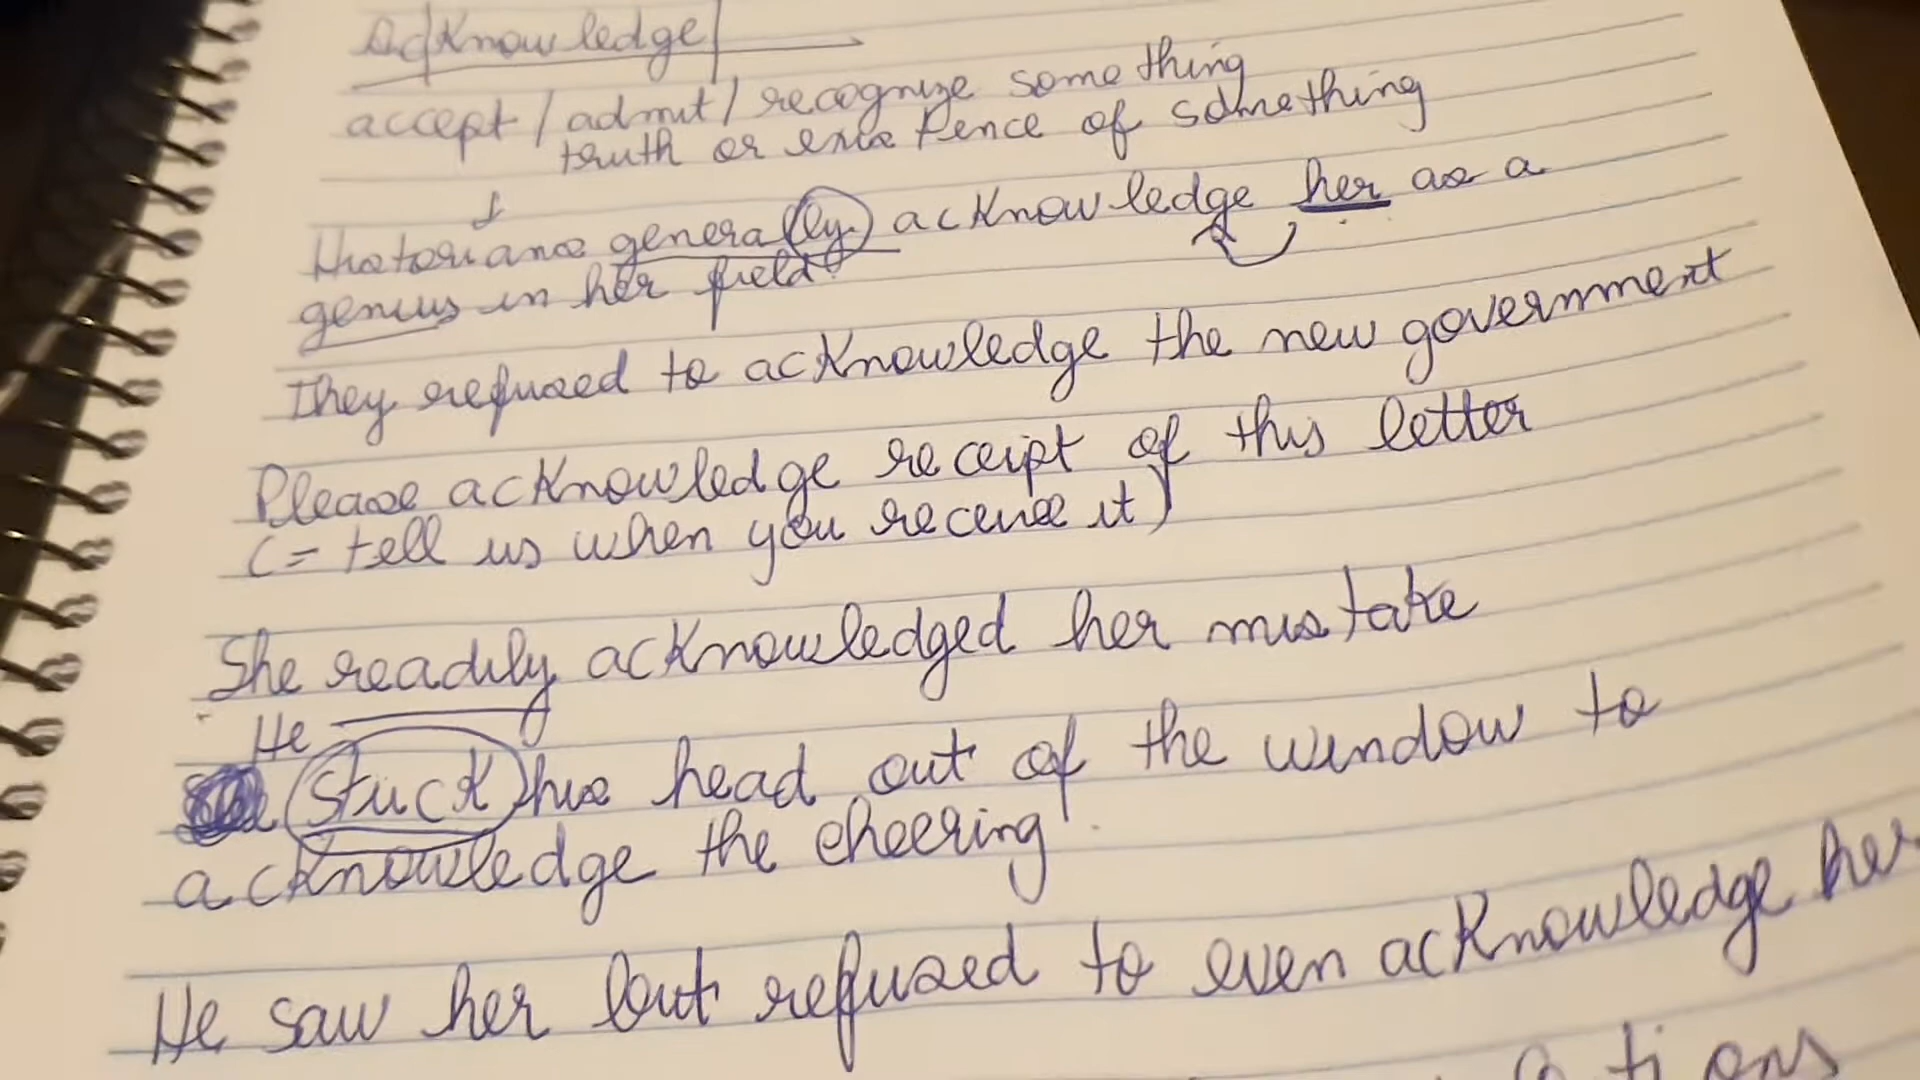 Acknowledge
accept / admit / recognize something
truth or existence of something
Historians generally acknowledge her as a
genius in her field.
They refused to acknowledge the new government
Please acknowledge receipt of this letter
(= tell us when you receive it)
She readily acknowledged her mistake
He
stuck his head out of the window to
acknowledge the cheering.
He saw her but refused to even acknowledge her